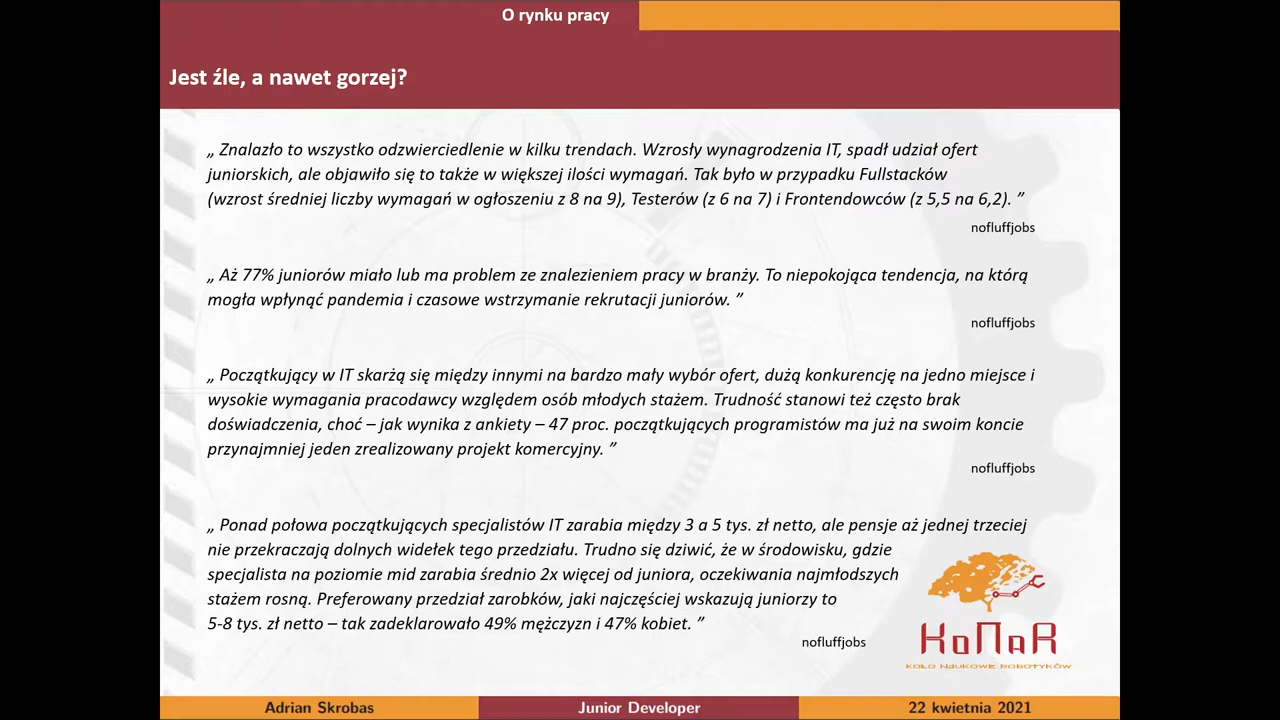 O rynku pracy
Jest źle, a nawet gorzej?
„ Znalazło to wszystko odzwierciedlenie w kilku trendach. Wzrosły wynagrodzenia IT, spadł udział ofert
juniorskich, ale objawiło się to także w większej ilości wymagań. Tak było w przypadku Fullstacków
(wzrost średniej liczby wymagań w ogłoszeniu z 8 na 9), Testerów (z 6 na 7) i Frontendowców (z 5,5 na 6,2). ”
nofluffjobs
„ Aż 77% juniorów miało lub ma problem ze znalezieniem pracy w branży. To niepokojąca tendencja, na którą
mogła wpłynąć pandemia i czasowe wstrzymanie rekrutacji juniorów. ”
nofluffjobs
„ Początkujący w IT skarżą się między innymi na bardzo mały wybór ofert, dużą konkurencję na jedno miejsce i
wysokie wymagania pracodawcy względem osób młodych stażem. Trudność stanowi też często brak
doświadczenia, choć – jak wynika z ankiety – 47 proc. początkujących programistów ma już na swoim koncie
przynajmniej jeden zrealizowany projekt komercyjny. ”
nofluffjobs
„ Ponad połowa początkujących specjalistów IT zarabia między 3 a 5 tys. zł netto, ale pensje aż jednej trzeciej
nie przekraczają dolnych widełek tego przedziału. Trudno się dziwić, że w środowisku, gdzie
specjalista na poziomie mid zarabia średnio 2x więcej od juniora, oczekiwania najmłodszych
stażem rosną. Preferowany przedział zarobków, jaki najczęściej wskazują juniorzy to
5-8 tys. zł netto – tak zadeklarowało 49% mężczyzn i 47% kobiet. ”
nofluffjobs
KoNaR
KOŁO NAUKOWE ROBOTYKÓW
Adrian Skrobas
Junior Developer
22 kwietnia 2021